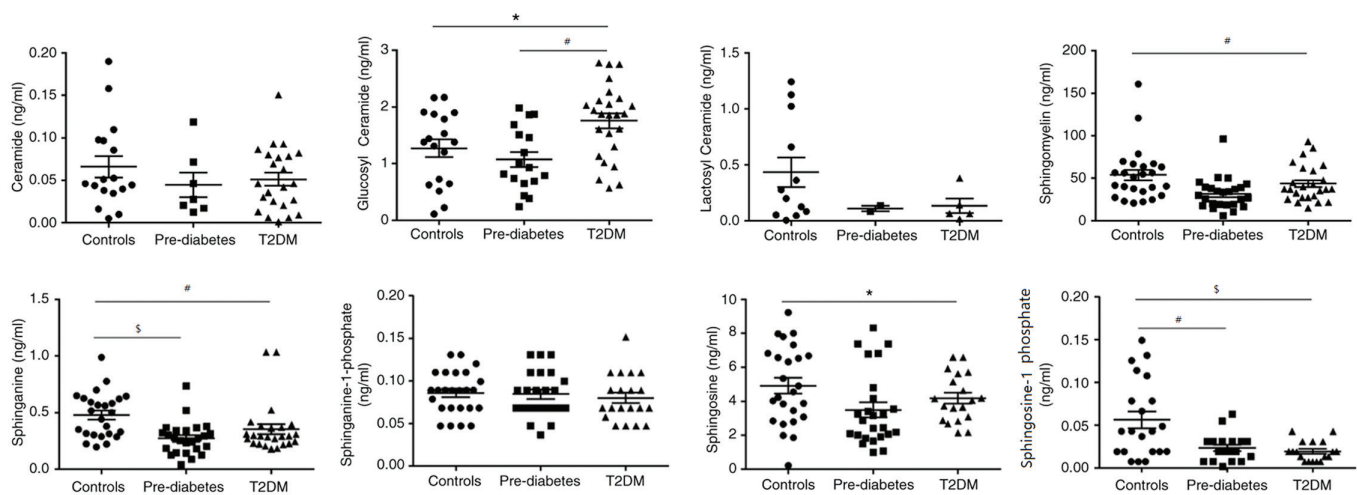 Ceramide (ng/ml)
0.20
0.15
0.10
0.05
0.00
Controls Pre-diabetes T2DM
*
#
Glucosyl Ceramide (ng/ml)
3
2
1
0
Controls Pre-diabetes T2DM
Lactosyl Ceramide (ng/ml)
1.5
1.0
0.5
0.0
Controls Pre-diabetes T2DM
#
Sphingomyelin (ng/ml)
200
150
100
50
0
Controls Pre-diabetes T2DM
#
$
Sphinganine (ng/ml)
1.5
1.0
0.5
0.0
Controls Pre-diabetes T2DM
Sphinganine-1-phosphate
(ng/ml)
0.20
0.15
0.10
0.05
0.00
Controls Pre-diabetes T2DM
*
Sphingosine (ng/ml)
10
8
6
4
2
0
Controls Pre-diabetes T2DM
$
#
Sphingosine-1 phosphate
(ng/ml)
0.20
0.15
0.10
0.05
0.00
Controls Pre-diabetes T2DM